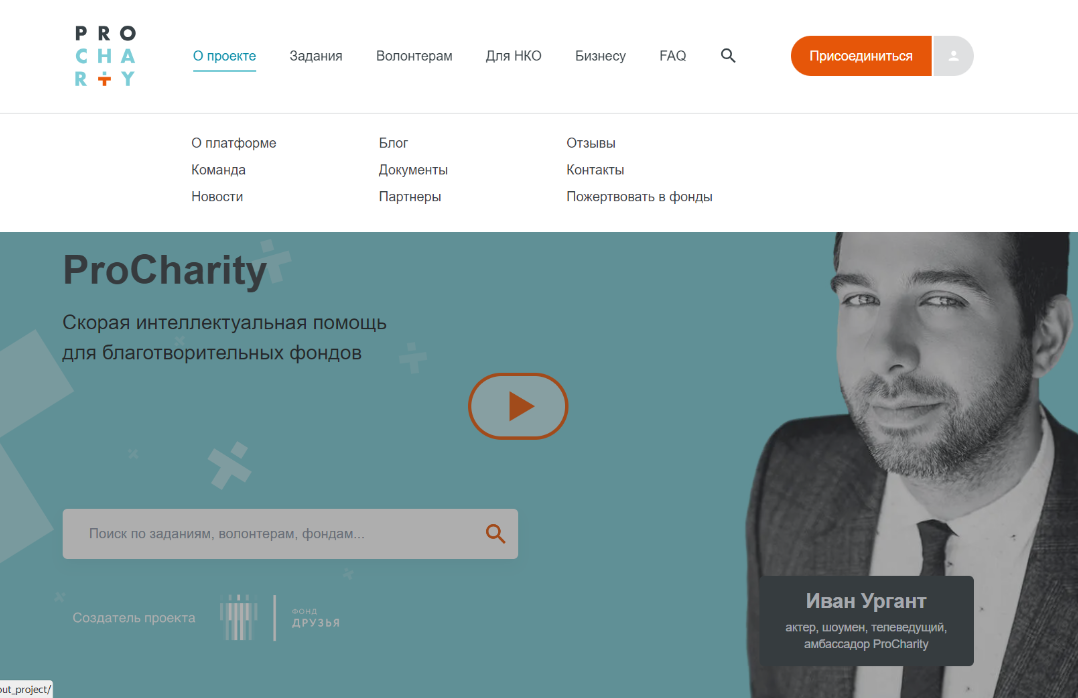 PRO
CHA
RITY
О проекте
Задания
Волонтерам
Для НКО
Бизнесу
FAQ
Присоединиться
О платформе
Блог
Отзывы
Команда
Документы
Контакты
Новости
Партнеры
Пожертвовать в фонды
ProCharity
Скорая интеллектуальная помощь
для благотворительных фондов
Поиск по заданиям, волонтерам, фондам...
Создатель проекта
ФОНД
ДРУЗЬЯ
Иван Ургант
актер, шоумен, телеведущий,
амбассадор ProCharity
out_project/